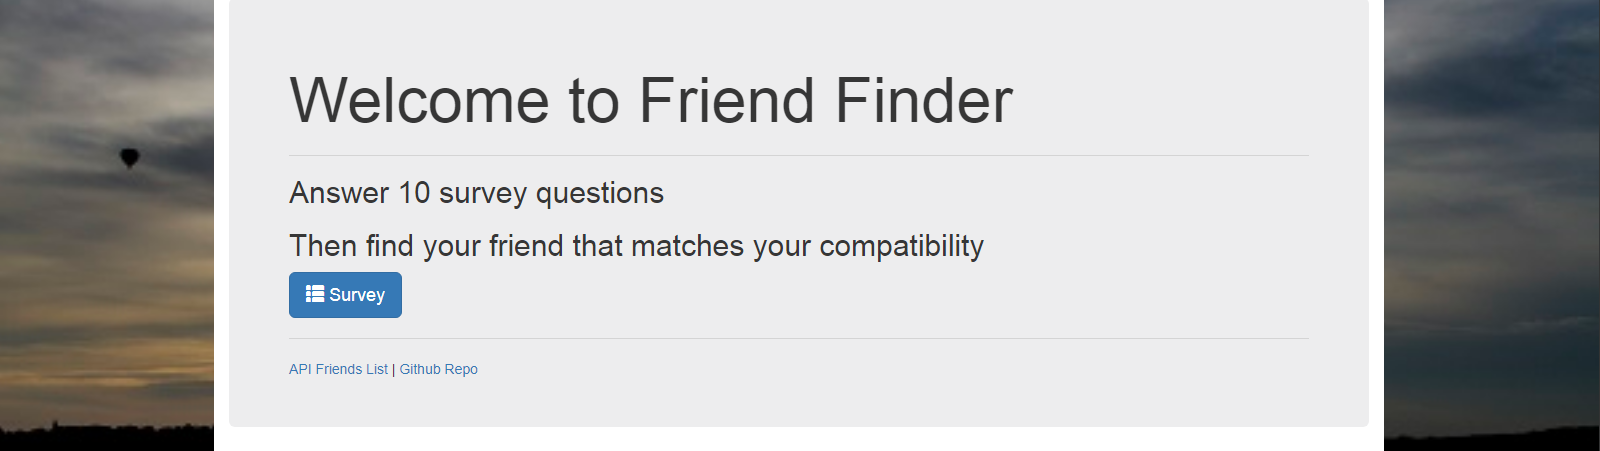 Welcome to Friend Finder
Answer 10 survey questions
Then find your friend that matches your compatibility
Survey
API Friends List | Github Repo